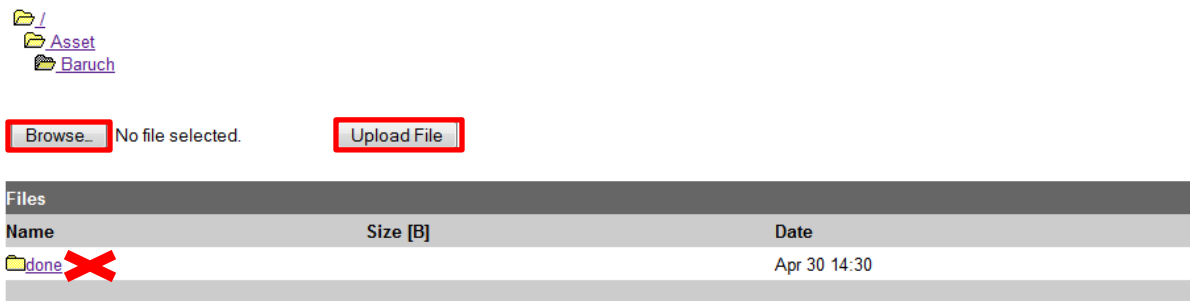 /
Asset
Baruch
Browse... No file selected. Upload File
Files
Name Size [B] Date
done Apr 30 14:30